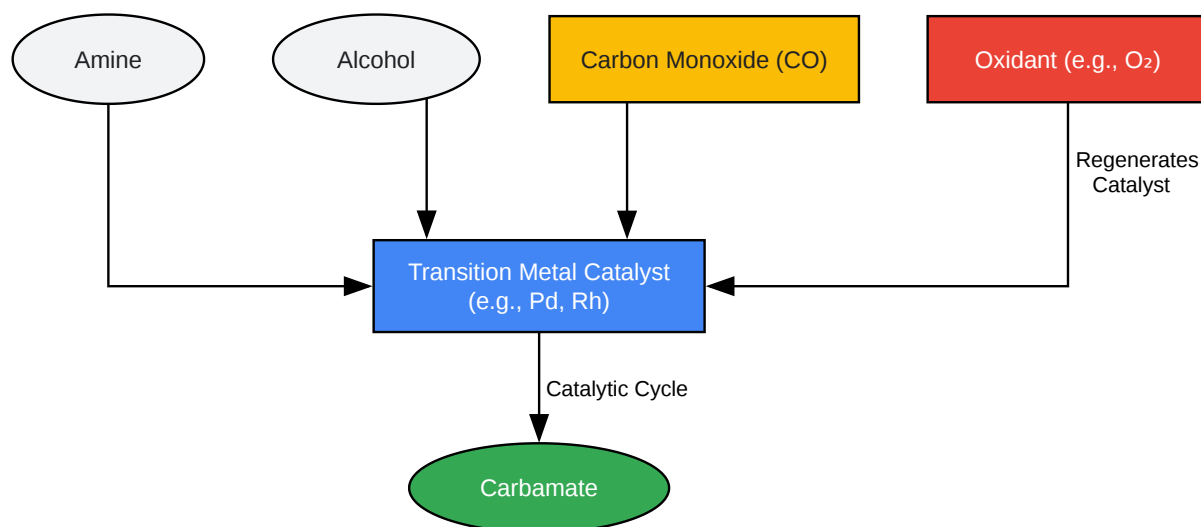 Amine
Alcohol
Carbon Monoxide (CO)
Oxidant (e.g., O₂)
Regenerates
Catalyst
Transition Metal Catalyst
(e.g., Pd, Rh)
Catalytic Cycle
Carbamate